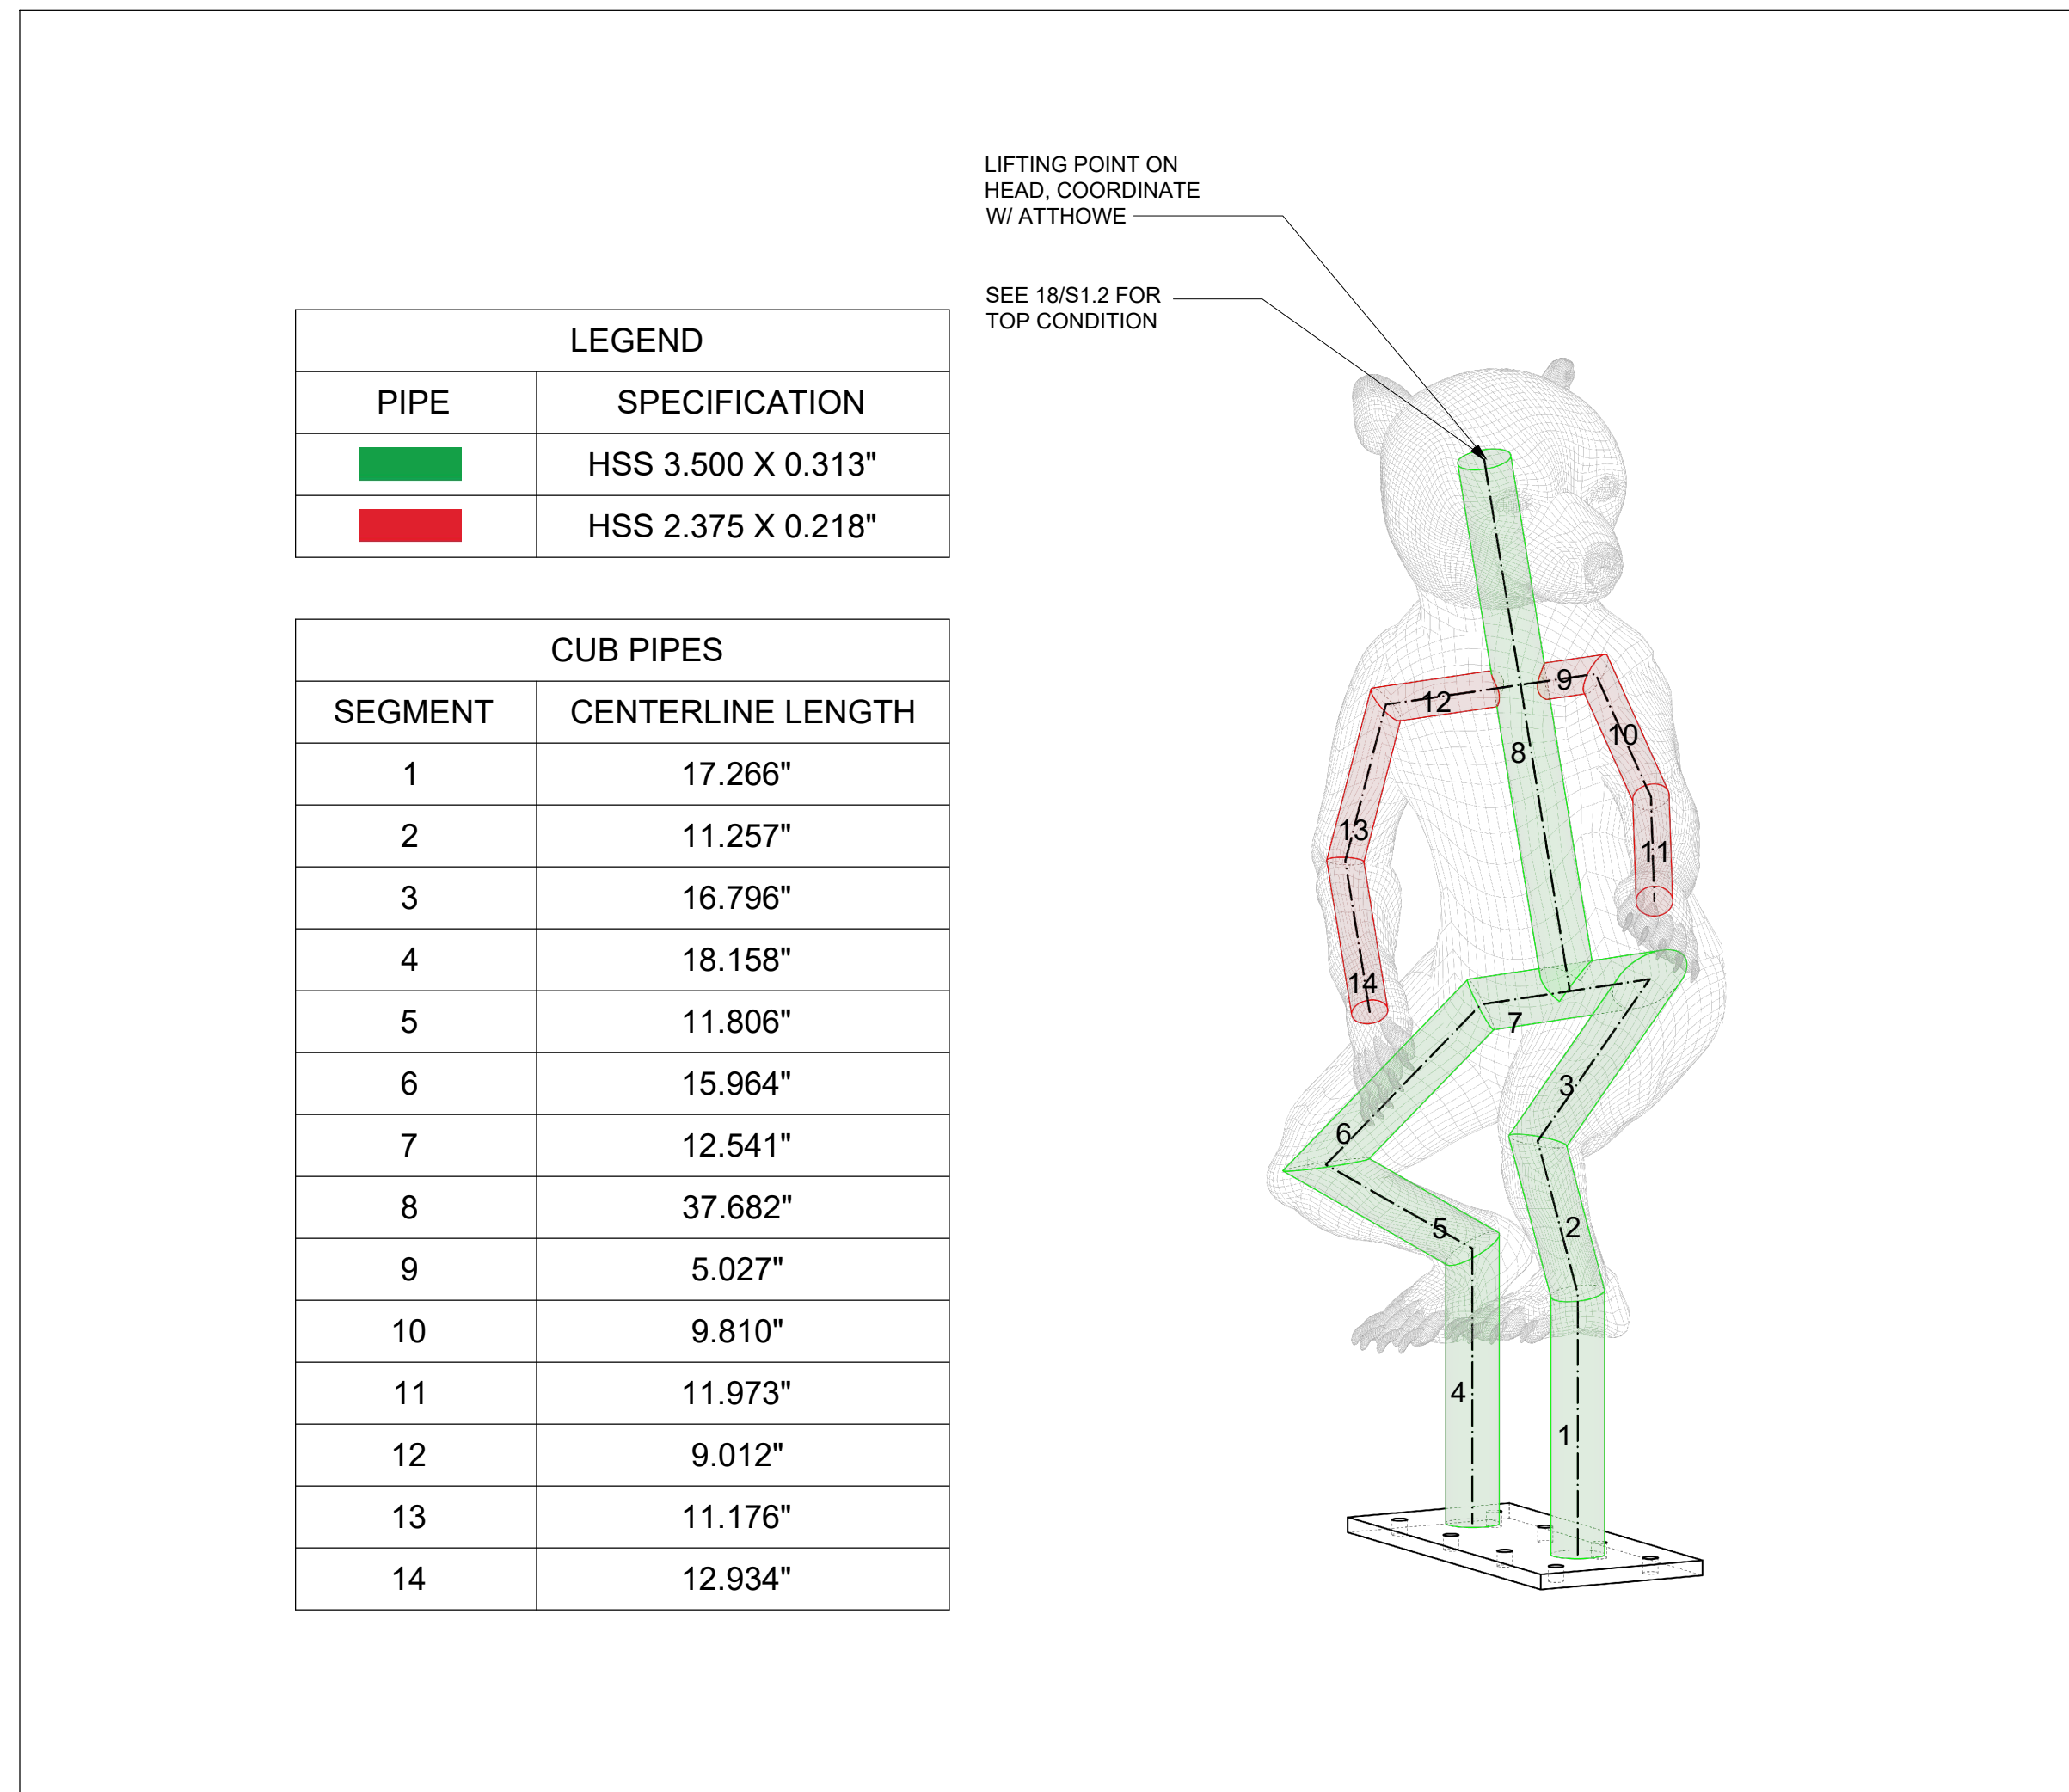 LIFTING POINT ON
HEAD, COORDINATE
W/ ATTHOWE
SEE 18/S1.2 FOR
TOP CONDITION
LEGEND
PIPE SPECIFICATION
HSS 3.500 X 0.313"
HSS 2.375 X 0.218"
CUB PIPES
SEGMENT CENTERLINE LENGTH
1 17.266"
2 11.257"
3 16.796"
4 18.158"
5 11.806"
6 15.964"
7 12.541"
8 37.682"
9 5.027"
10 9.810"
11 11.973"
12 9.012"
13 11.176"
14 12.934"
9
12
10
8
13
11
14
7
3
6
2
5
4
1